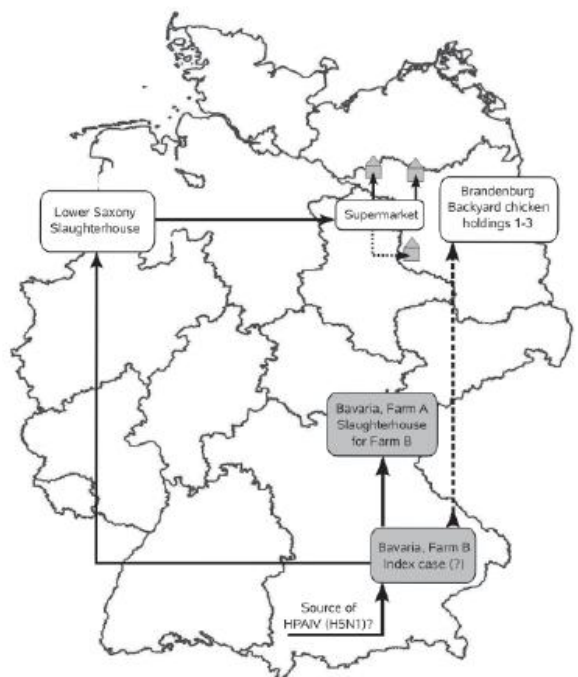 Lower Saxony
Slaughterhouse
Supermarket
Brandenburg
Backyard chicken
holdings 1-3
Bavaria, Farm A
Slaughterhouse
for Farm B
Bavaria, Farm B
Index case (?)
Source of
HPAIV (H5N1)?